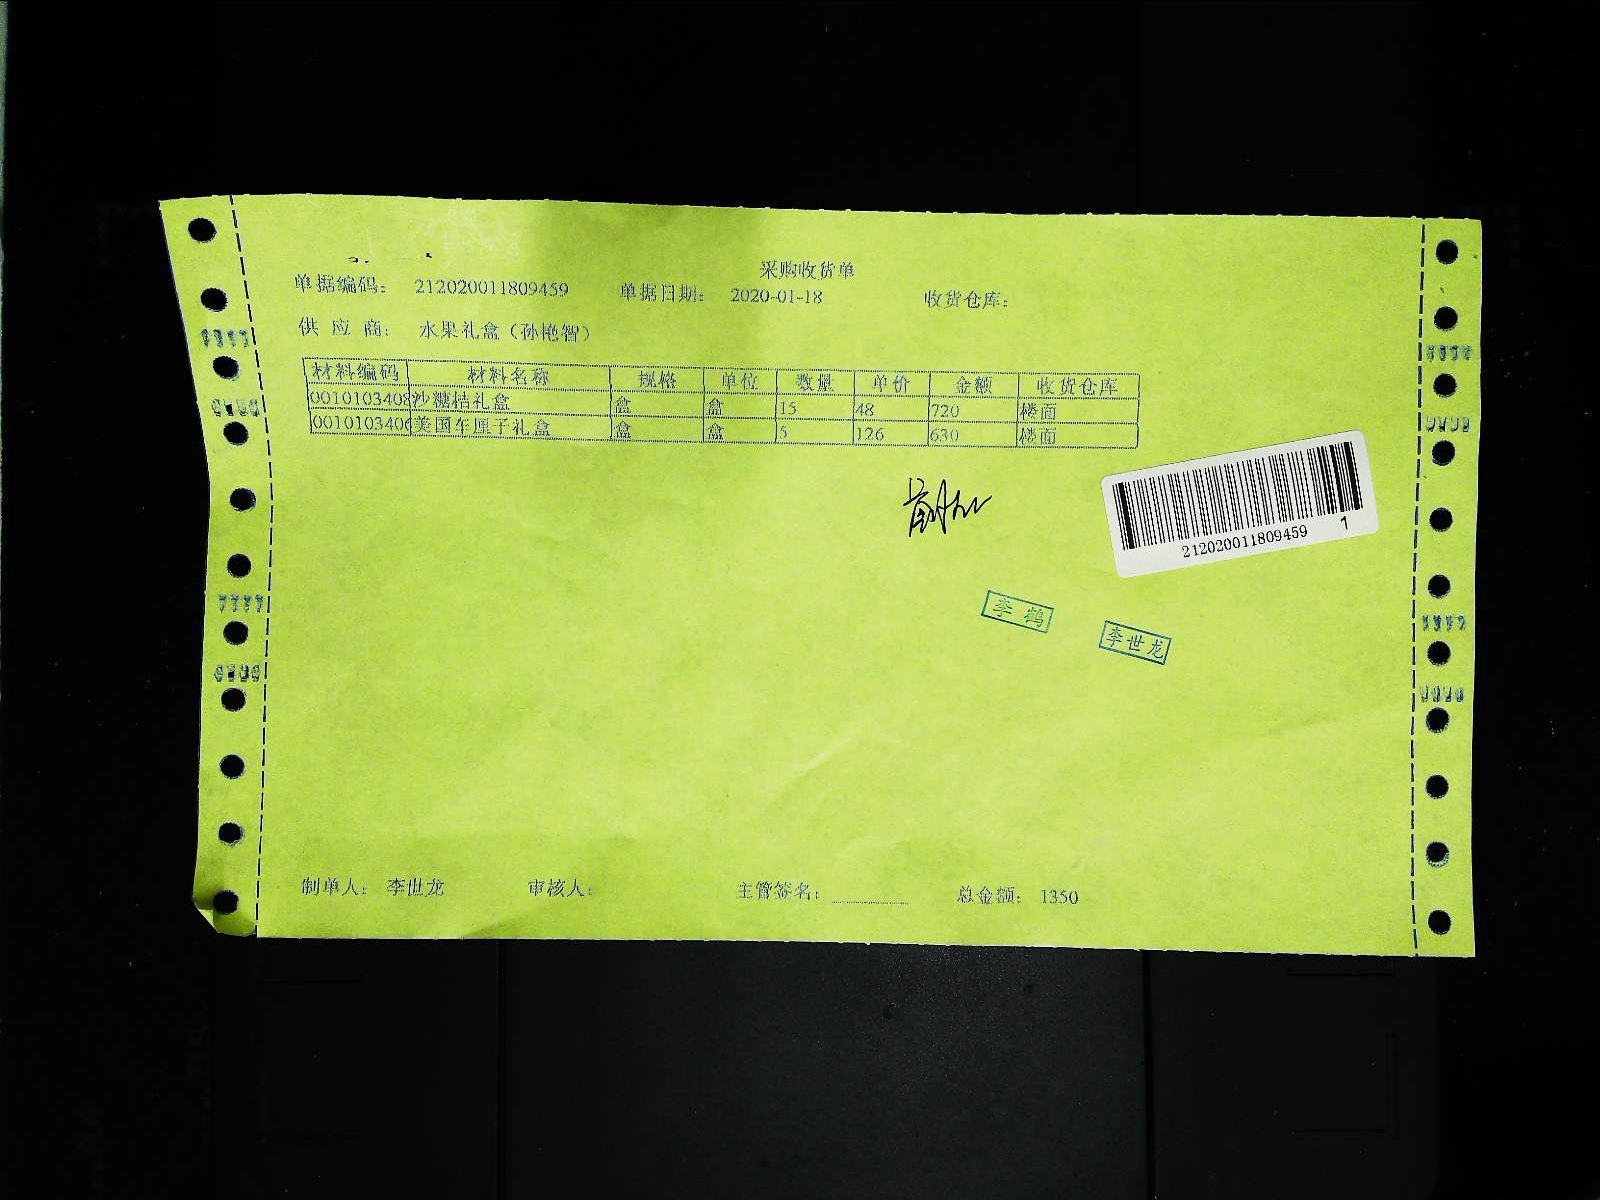 采购收货单
单据编码： 212020011809459 单据日期： 2020-01-18 收货仓库：
供 应 商： 水果礼盒（孙艳智）
材料编码 材料名称 规格 单位 数量 单价 金额 收货仓库
0010103408 沙糖桔礼盒 盒 盒 15 48 720 楼面
0010103406 美国车厘子礼盒 盒 盒 5 126 630 楼面
212020011809459 1
李 鹤
李世龙
制单人： 李世龙 审核人： 主管签名： 总金额： 1350